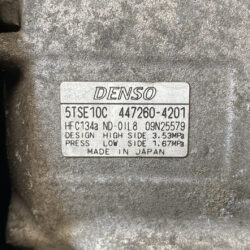 DENSO
5TSE10C 447260-4201
HFC134a ND-OIL8 09N25579
DESIGN HIGH SIDE 3.53MPa
PRESS LOW SIDE 1.67MPa
MADE IN JAPAN